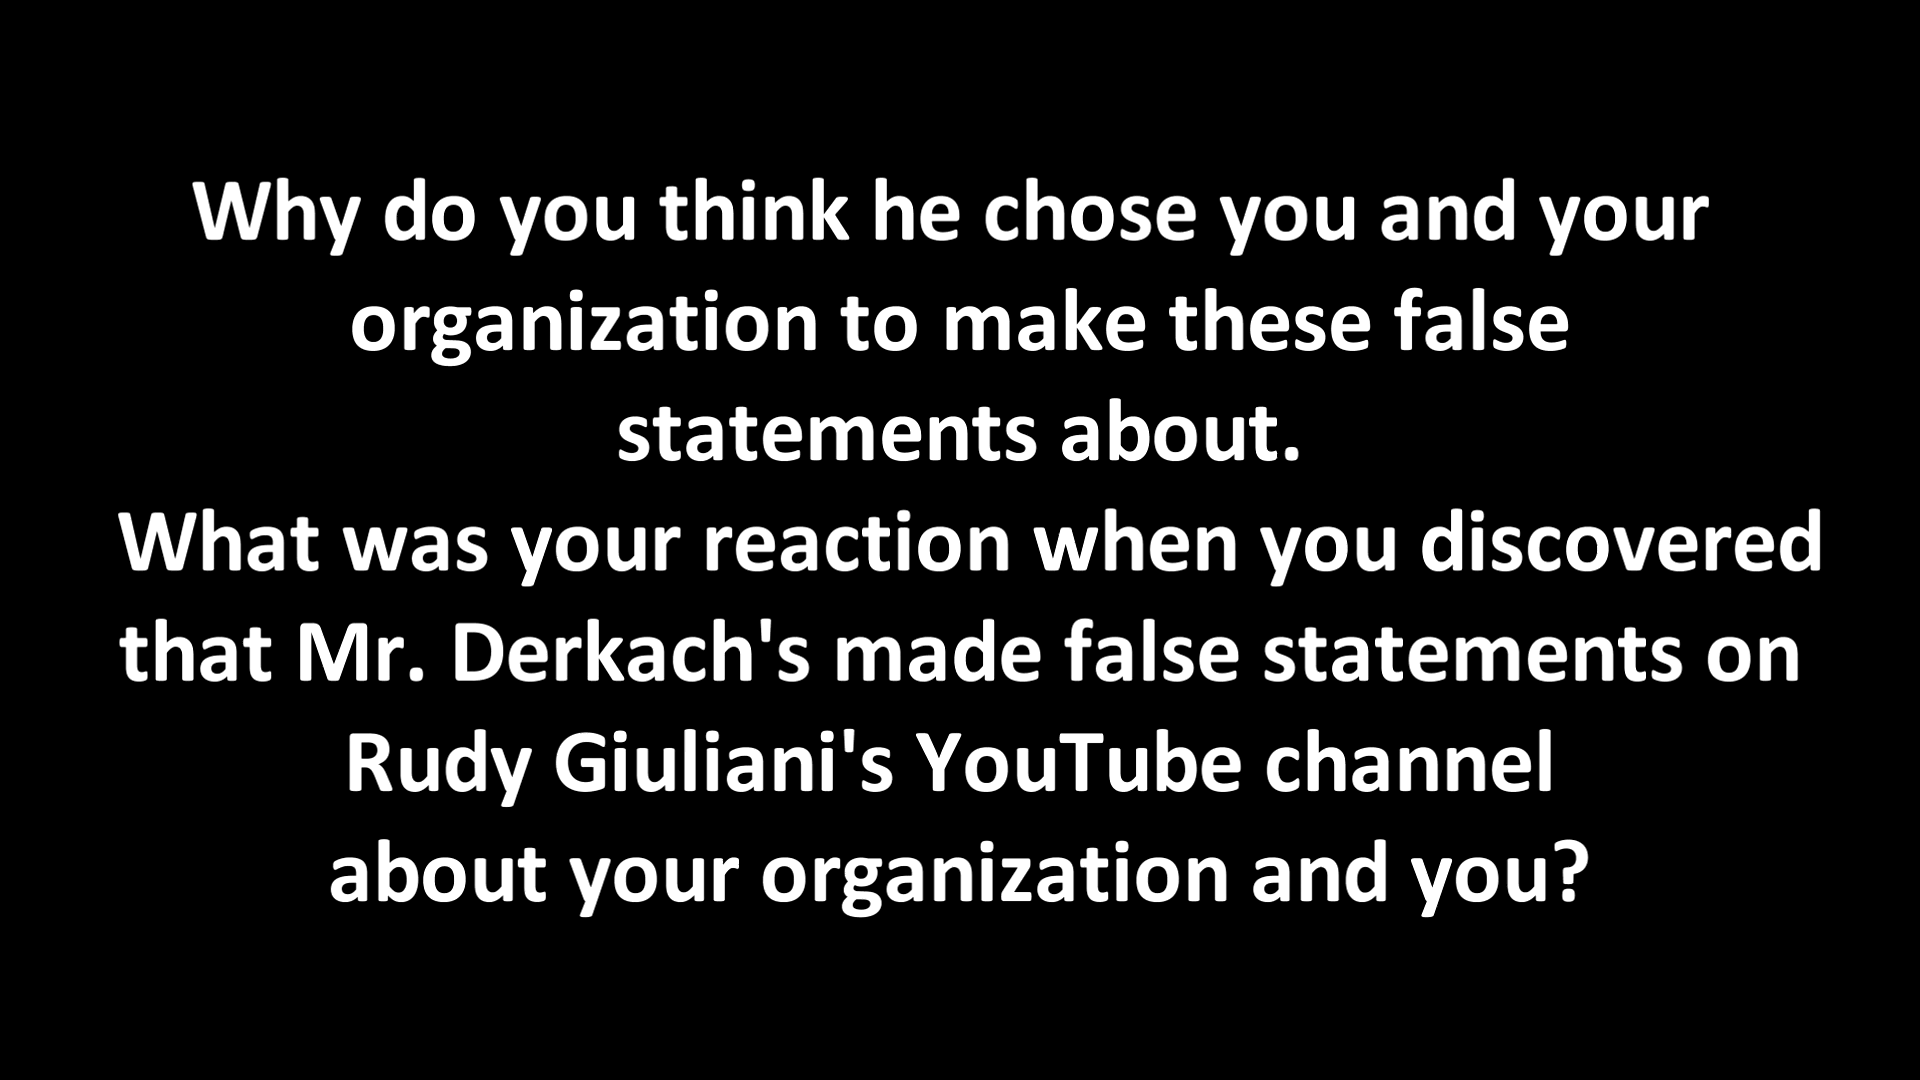 Why do you think he chose you and your
organization to make these false
statements about.
What was your reaction when you discovered
that Mr. Derkach's made false statements on
Rudy Giuliani's YouTube channel
about your organization and you?